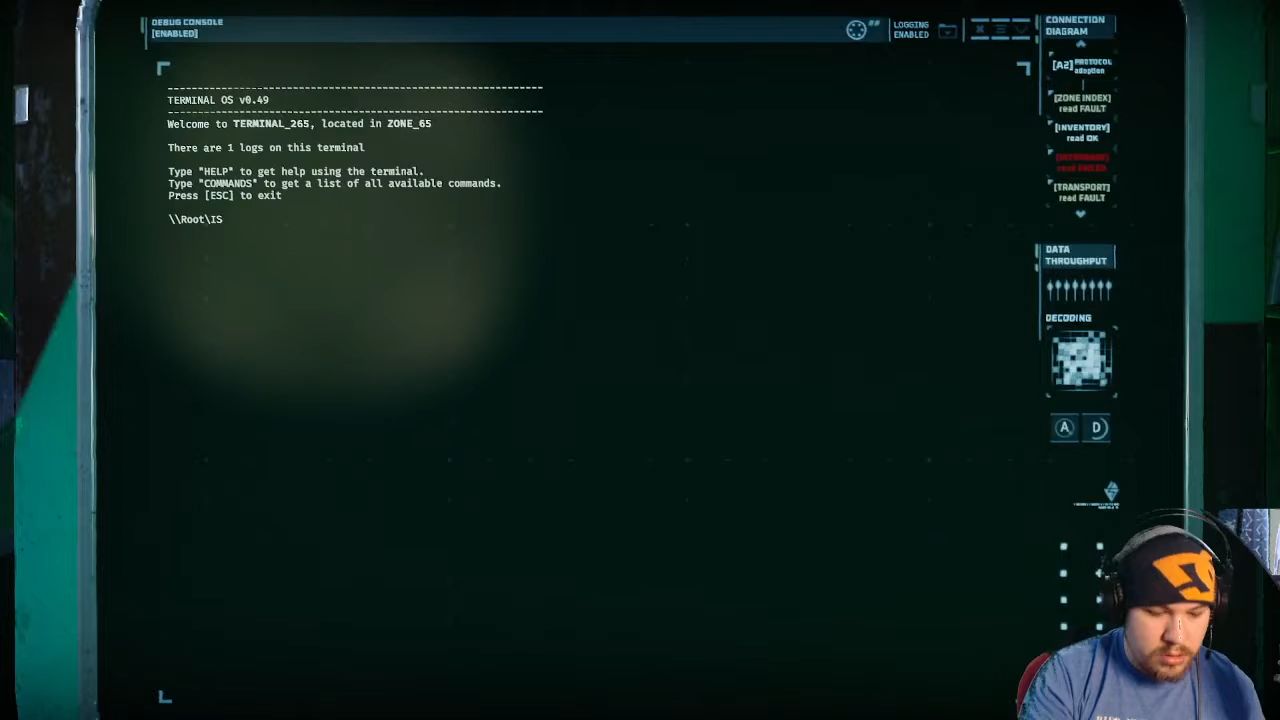 DEBUG CONSOLE
[ENABLED]
##
LOGGING
ENABLED
CONNECTION
DIAGRAM
[A2] PROTOCOL
adaption
[ZONE INDEX]
read FAULT
[INVENTORY]
read OK
read FAILED
[TRANSPORT]
read FAULT
---------------------------------------------------------------
TERMINAL OS v0.49
---------------------------------------------------------------
Welcome to TERMINAL_265, located in ZONE_65
There are 1 logs on this terminal
Type "HELP" to get help using the terminal.
Type "COMMANDS" to get a list of all available commands.
Press [ESC] to exit
\\Root\IS
DATA
THROUGHPUT
DECODING
A D